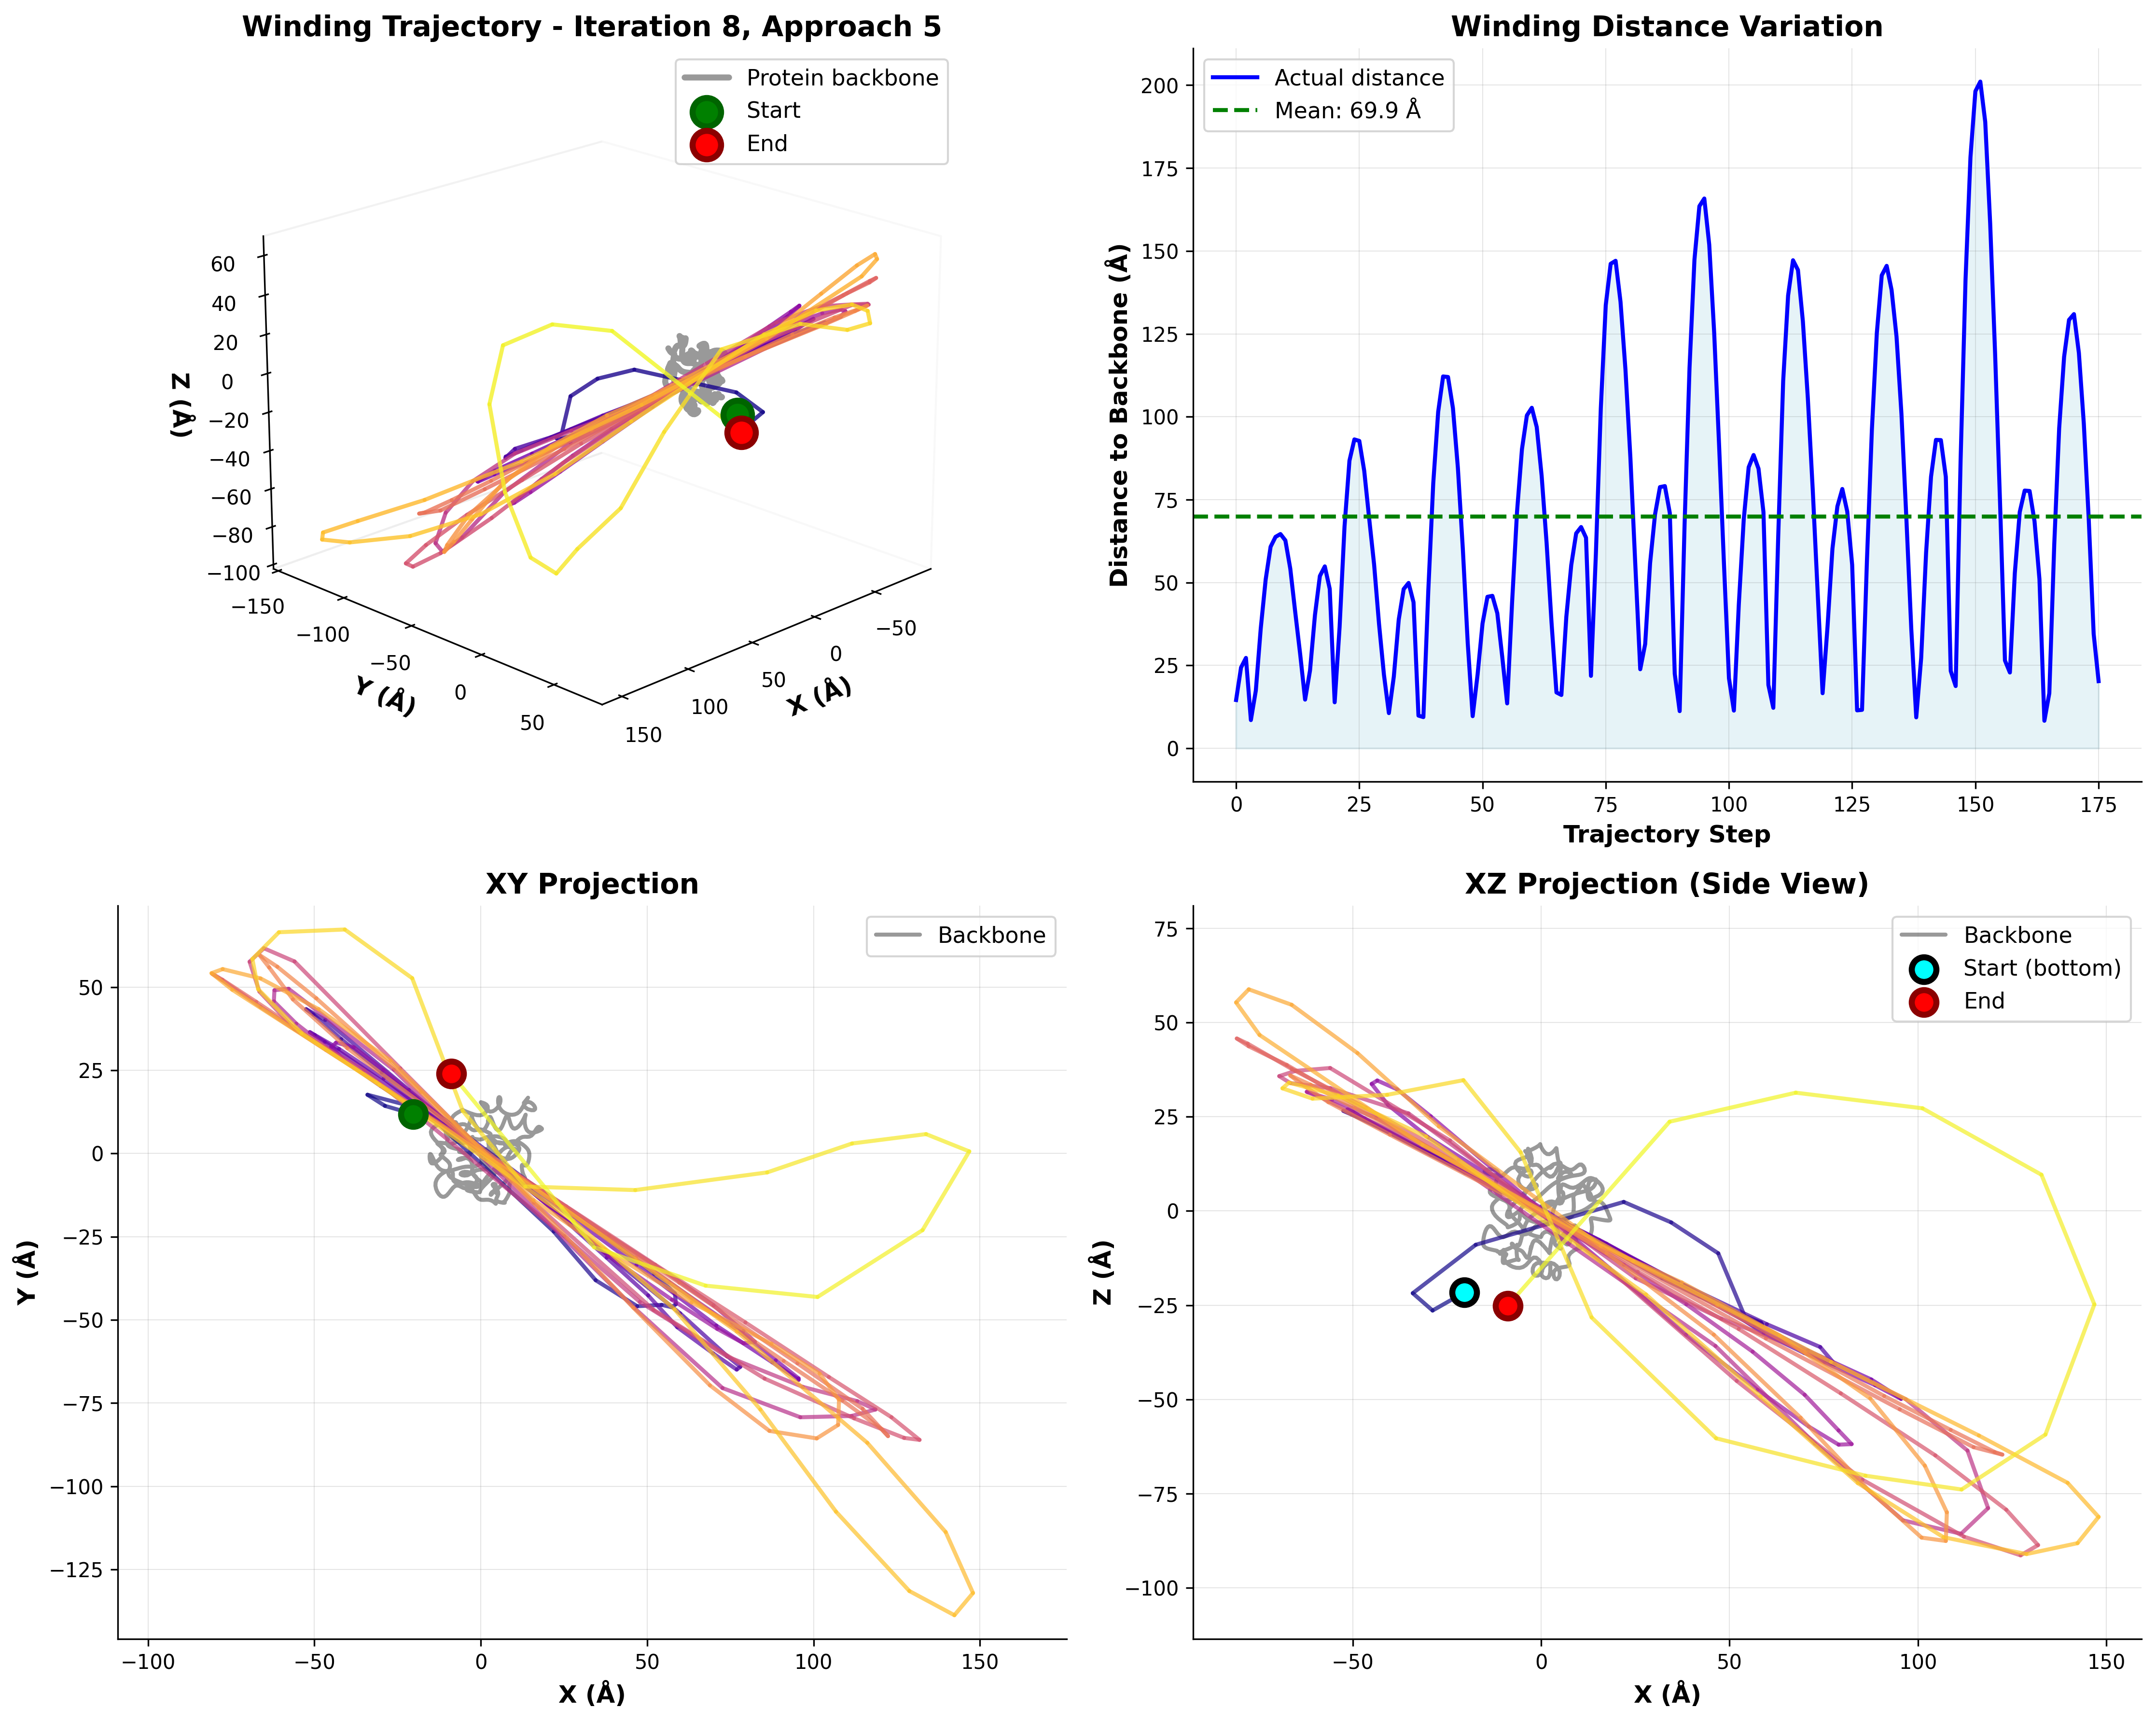 Winding Trajectory - Iteration 8, Approach 5
Protein backbone
Start
End
60
40
20
0
−20
−40
−60
−80
−100
Z (Å)
−150
−100
−50
0
50
Y (Å)
150
100
50
0
−50
X (Å)
Winding Distance Variation
Actual distance
Mean: 69.9 Å
200
175
150
125
100
75
50
25
0
Distance to Backbone (Å)
0
25
50
75
100
125
150
175
Trajectory Step
XY Projection
Backbone
50
25
0
−25
−50
−75
−100
−125
Y (Å)
−100
−50
0
50
100
150
X (Å)
XZ Projection (Side View)
Backbone
Start (bottom)
End
75
50
25
0
−25
−50
−75
−100
Z (Å)
−50
0
50
100
150
X (Å)